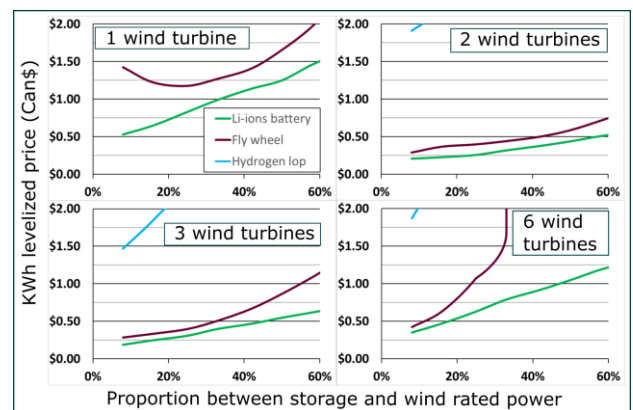 KWh levelized price (Can$)
$2.00
$1.50
$1.00
$0.50
$0.00
1 wind turbine
Li-ions battery
Fly wheel
Hydrogen lop
0% 20% 40% 60%
$2.00
$1.50
$1.00
$0.50
$0.00
2 wind turbines
0% 20% 40% 60%
$2.00
$1.50
$1.00
$0.50
$0.00
3 wind turbines
0% 20% 40% 60%
$2.00
$1.50
$1.00
$0.50
$0.00
6 wind
turbines
0% 20% 40% 60%
Proportion between storage and wind rated power